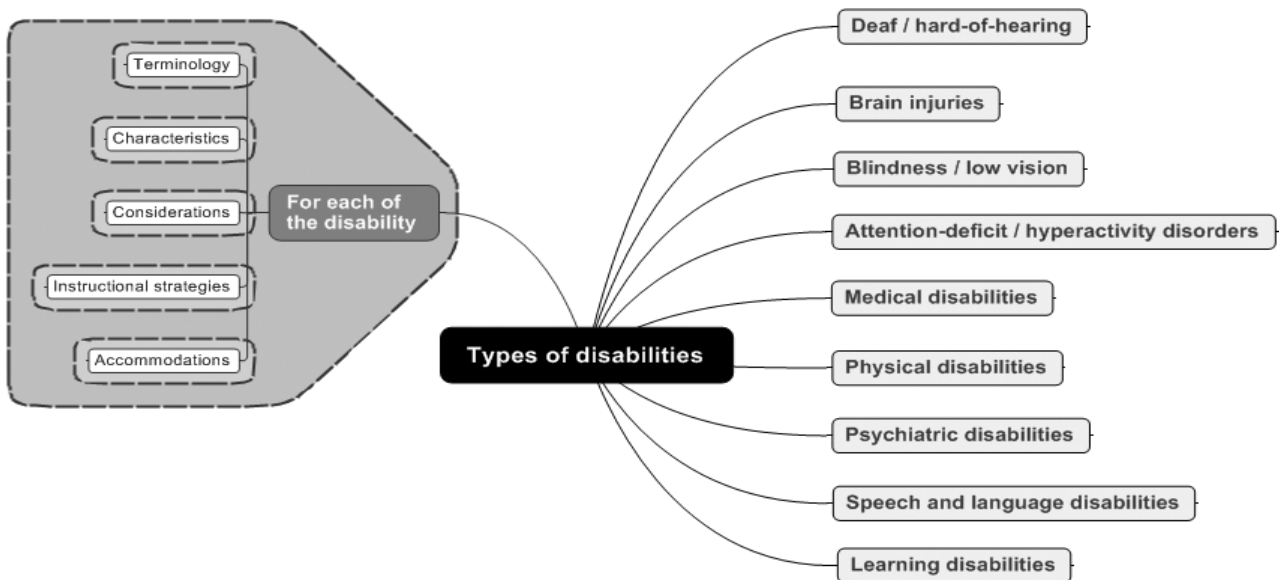 Terminology
Characteristics
Considerations
Instructional strategies
Accommodations
For each of
the disability
Types of disabilities
Deaf / hard-of-hearing
Brain injuries
Blindness / low vision
Attention-deficit / hyperactivity disorders
Medical disabilities
Physical disabilities
Psychiatric disabilities
Speech and language disabilities
Learning disabilities